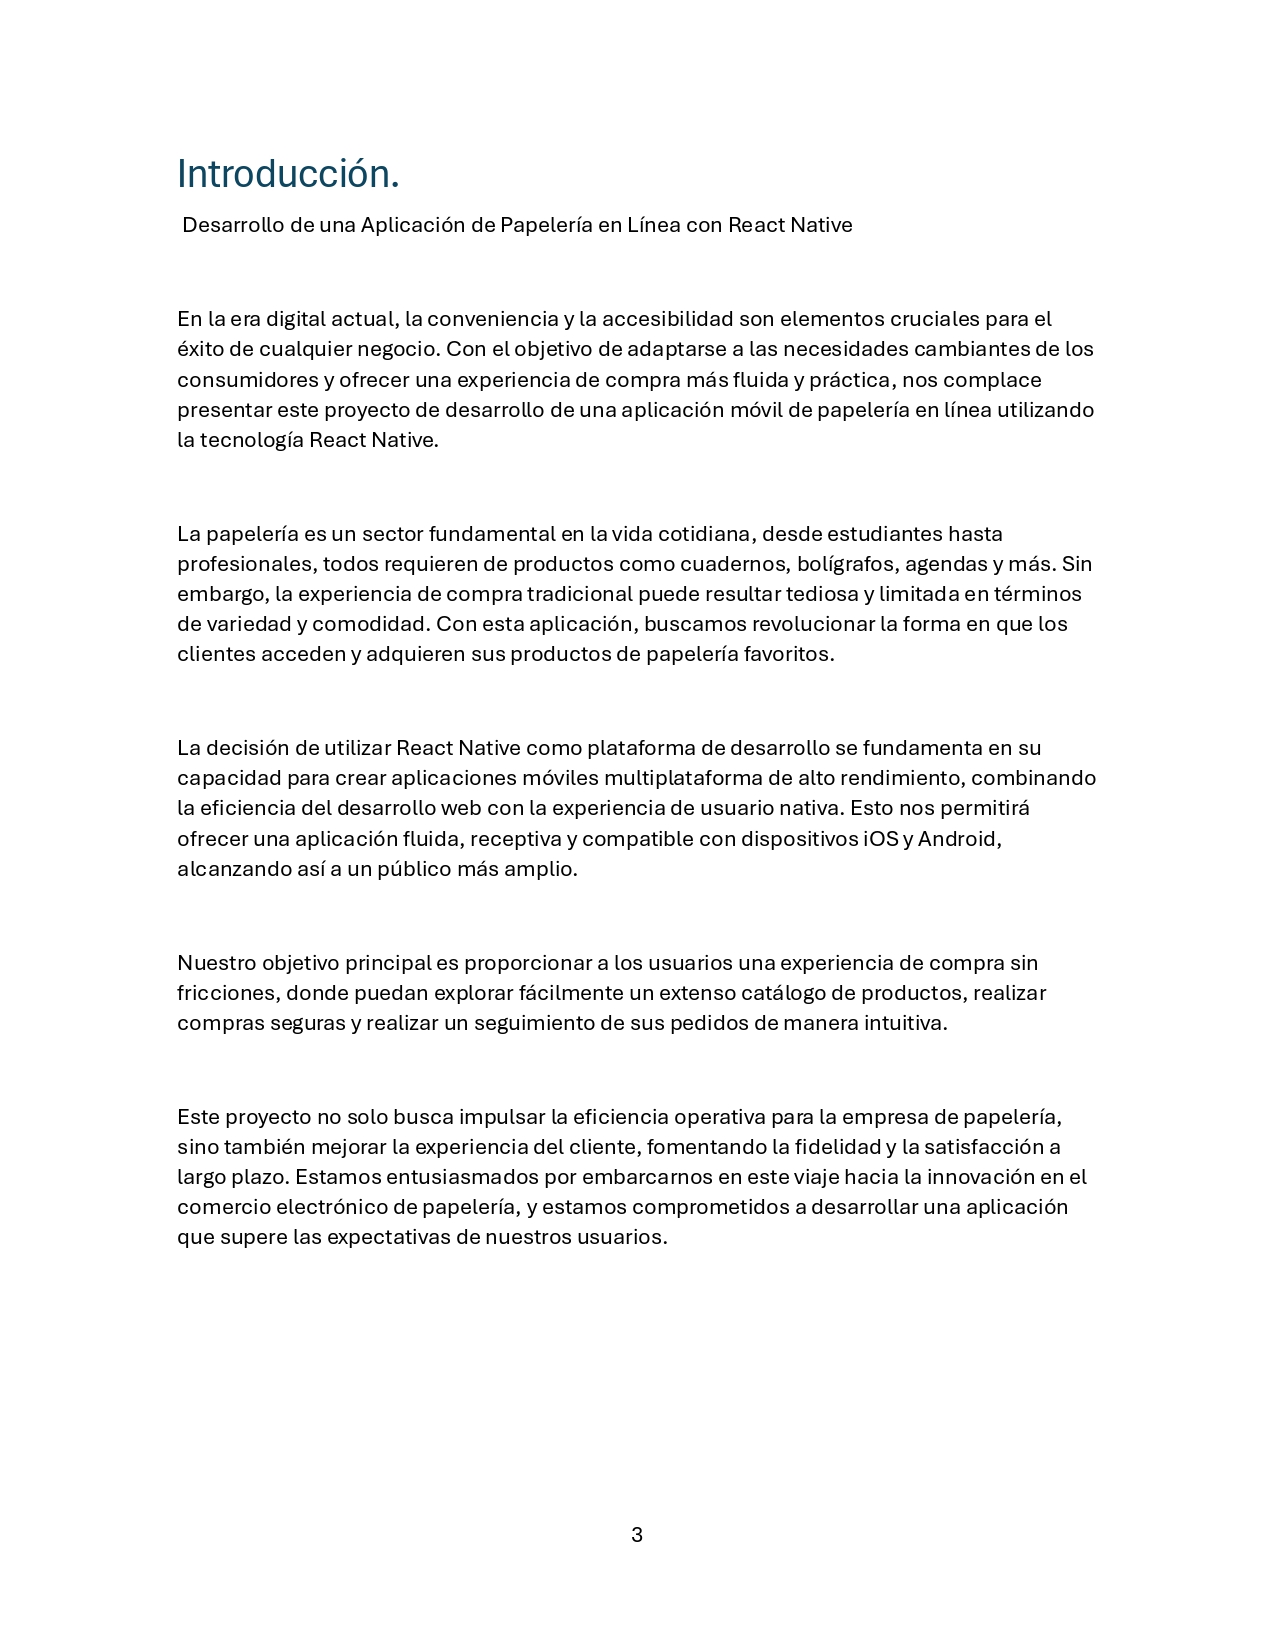 Introducción.
Desarrollo de una Aplicación de Papelería en Línea con React Native
En la era digital actual, la conveniencia y la accesibilidad son elementos cruciales para el
éxito de cualquier negocio. Con el objetivo de adaptarse a las necesidades cambiantes de los
consumidores y ofrecer una experiencia de compra más fluida y práctica, nos complace
presentar este proyecto de desarrollo de una aplicación móvil de papelería en línea utilizando
la tecnología React Native.
La papelería es un sector fundamental en la vida cotidiana, desde estudiantes hasta
profesionales, todos requieren de productos como cuadernos, bolígrafos, agendas y más. Sin
embargo, la experiencia de compra tradicional puede resultar tediosa y limitada en términos
de variedad y comodidad. Con esta aplicación, buscamos revolucionar la forma en que los
clientes acceden y adquieren sus productos de papelería favoritos.
La decisión de utilizar React Native como plataforma de desarrollo se fundamenta en su
capacidad para crear aplicaciones móviles multiplataforma de alto rendimiento, combinando
la eficiencia del desarrollo web con la experiencia de usuario nativa. Esto nos permitirá
ofrecer una aplicación fluida, receptiva y compatible con dispositivos iOS y Android,
alcanzando así a un público más amplio.
Nuestro objetivo principal es proporcionar a los usuarios una experiencia de compra sin
fricciones, donde puedan explorar fácilmente un extenso catálogo de productos, realizar
compras seguras y realizar un seguimiento de sus pedidos de manera intuitiva.
Este proyecto no solo busca impulsar la eficiencia operativa para la empresa de papelería,
sino también mejorar la experiencia del cliente, fomentando la fidelidad y la satisfacción a
largo plazo. Estamos entusiasmados por embarcarnos en este viaje hacia la innovación en el
comercio electrónico de papelería, y estamos comprometidos a desarrollar una aplicación
que supere las expectativas de nuestros usuarios.
3